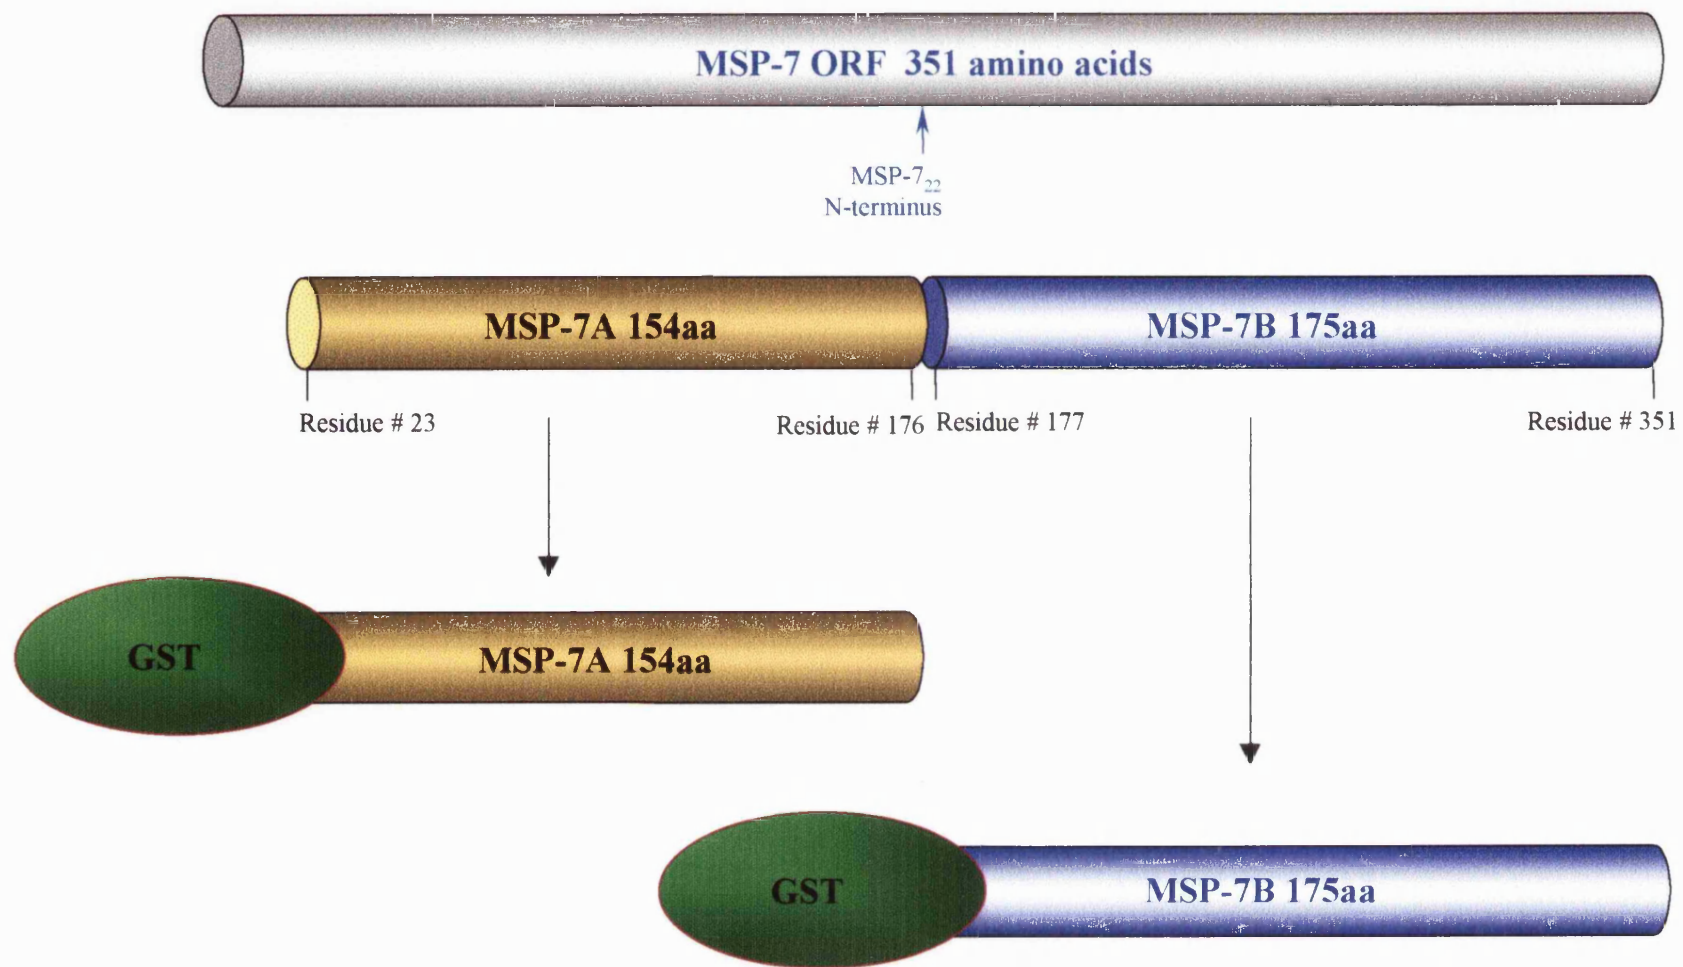 MSP-7 ORF 351 amino acids
MSP-7₂₂
N-terminus
MSP-7A 154aa
MSP-7B 175aa
Residue # 23
Residue # 176
Residue # 177
Residue # 351
GST
MSP-7A 154aa
GST
MSP-7B 175aa